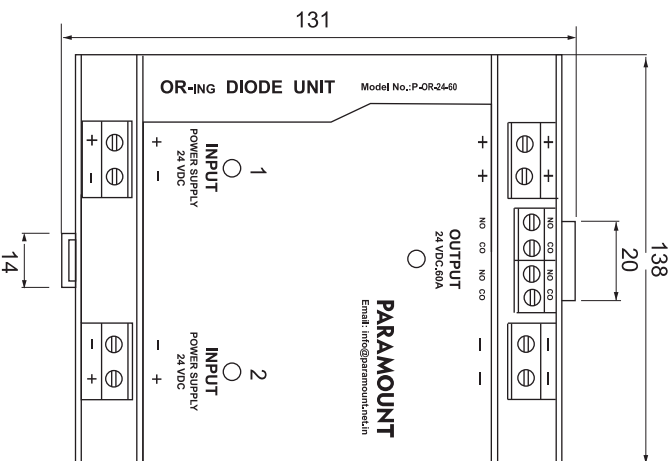 131
OR-ING DIODE UNIT
Model No.:P-OR-24-60
+
-
+
-
INPUT 1
POWER SUPPLY
24 VDC
+
+
+
+
NO
CO
NO
CO
NO
CO
NO
CO
OUTPUT
24 VDC,60A
138
20
14
PARAMOUNT
Email: info@paramount.net.in
-
+
-
+
INPUT 2
POWER SUPPLY
24 VDC
-
-
-
-